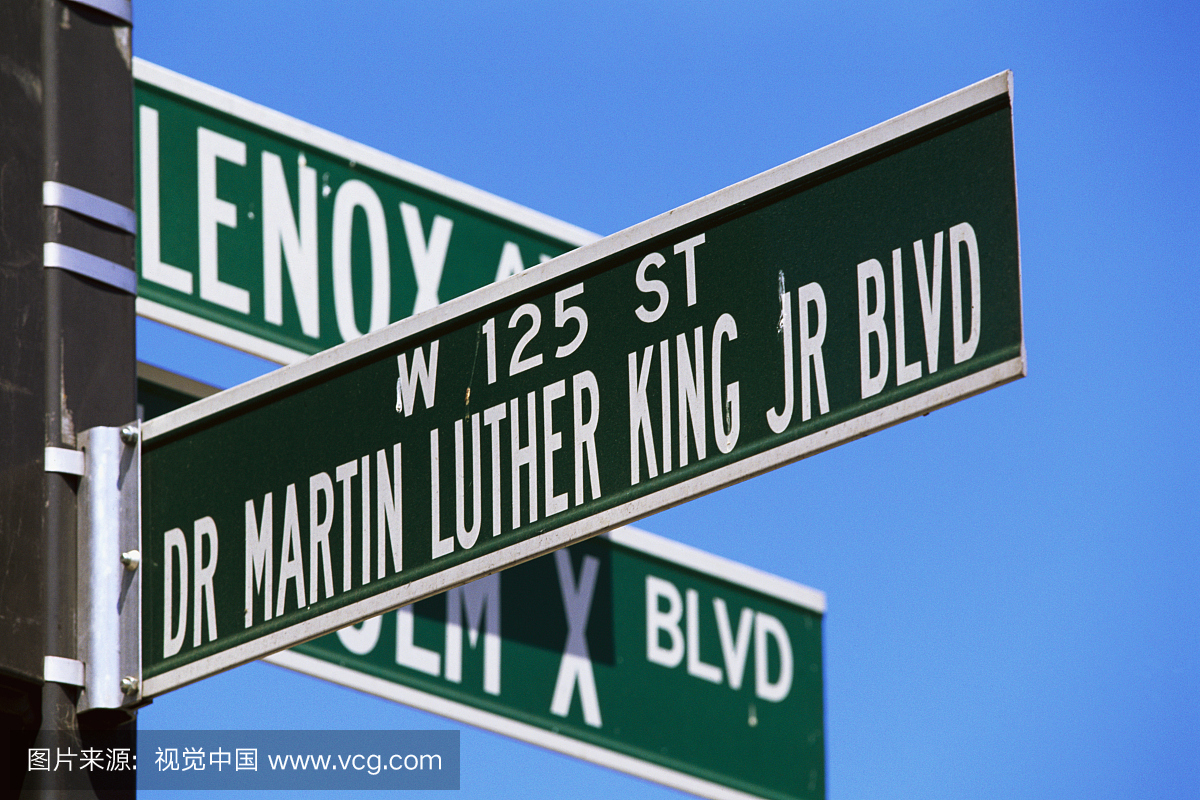 LENOX
W 125 ST
DR MARTIN LUTHER KING JR BLVD
X BLVD
图片来源: 视觉中国 www.vcg.com